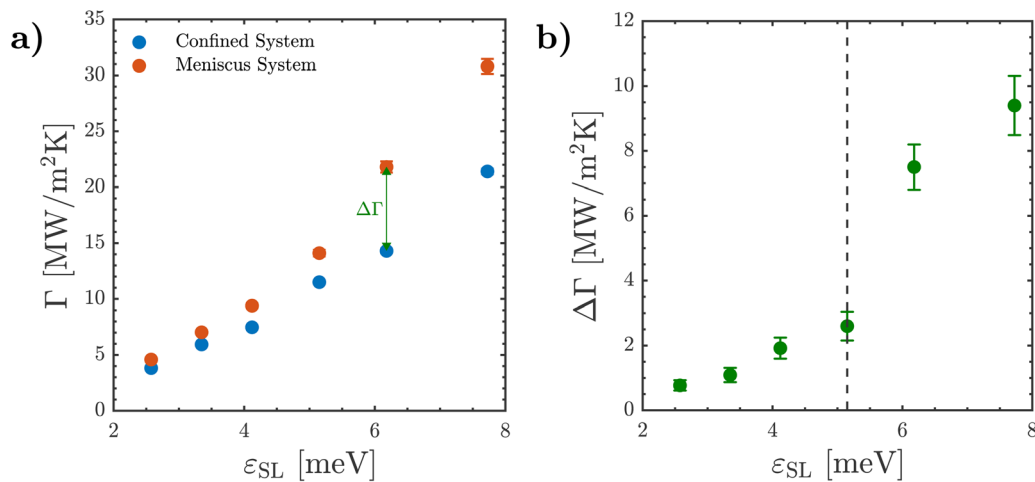 a)
35
30
25
20
15
10
5
0
Γ [MW/m²K]
Confined System
Meniscus System
ΔΓ
2 4 6 8
ε_SL [meV]
b)
12
10
8
6
4
2
0
ΔΓ [MW/m²K]
2 4 6 8
ε_SL [meV]